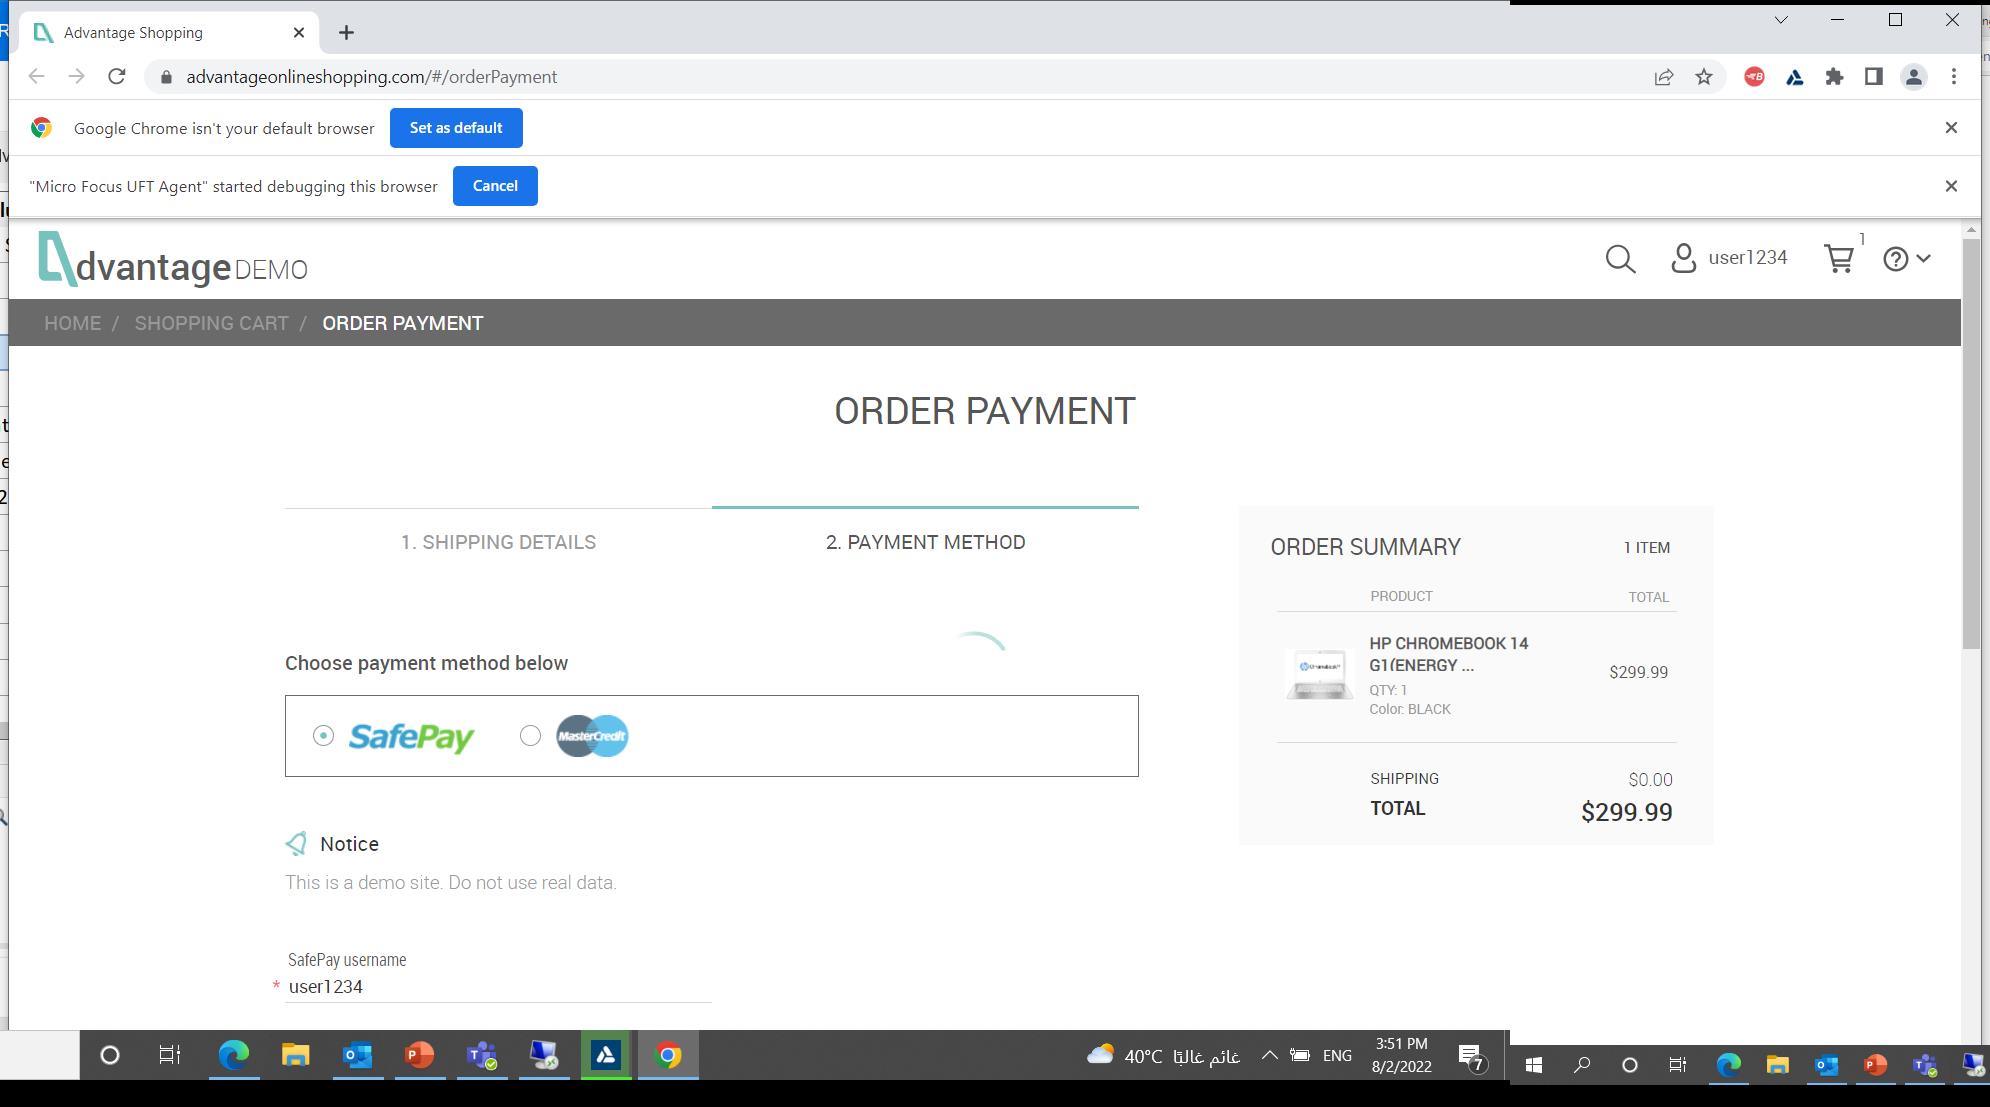 Advantage Shopping
advantageonlineshopping.com/#/orderPayment
Google Chrome isn't your default browser
Set as default
"Micro Focus UFT Agent" started debugging this browser
Cancel
dvantage DEMO
user1234
1
HOME / SHOPPING CART / ORDER PAYMENT
ORDER PAYMENT
1. SHIPPING DETAILS
2. PAYMENT METHOD
Choose payment method below
SafePay
MasterCredit
Notice
This is a demo site. Do not use real data.
SafePay username
* user1234
ORDER SUMMARY
1 ITEM
PRODUCT
TOTAL
HP CHROMEBOOK 14
G1(ENERGY ...
$299.99
QTY: 1
Color: BLACK
SHIPPING
$0.00
TOTAL
$299.99
40°C غائم غالبًا
ENG
3:51 PM
8/2/2022
7